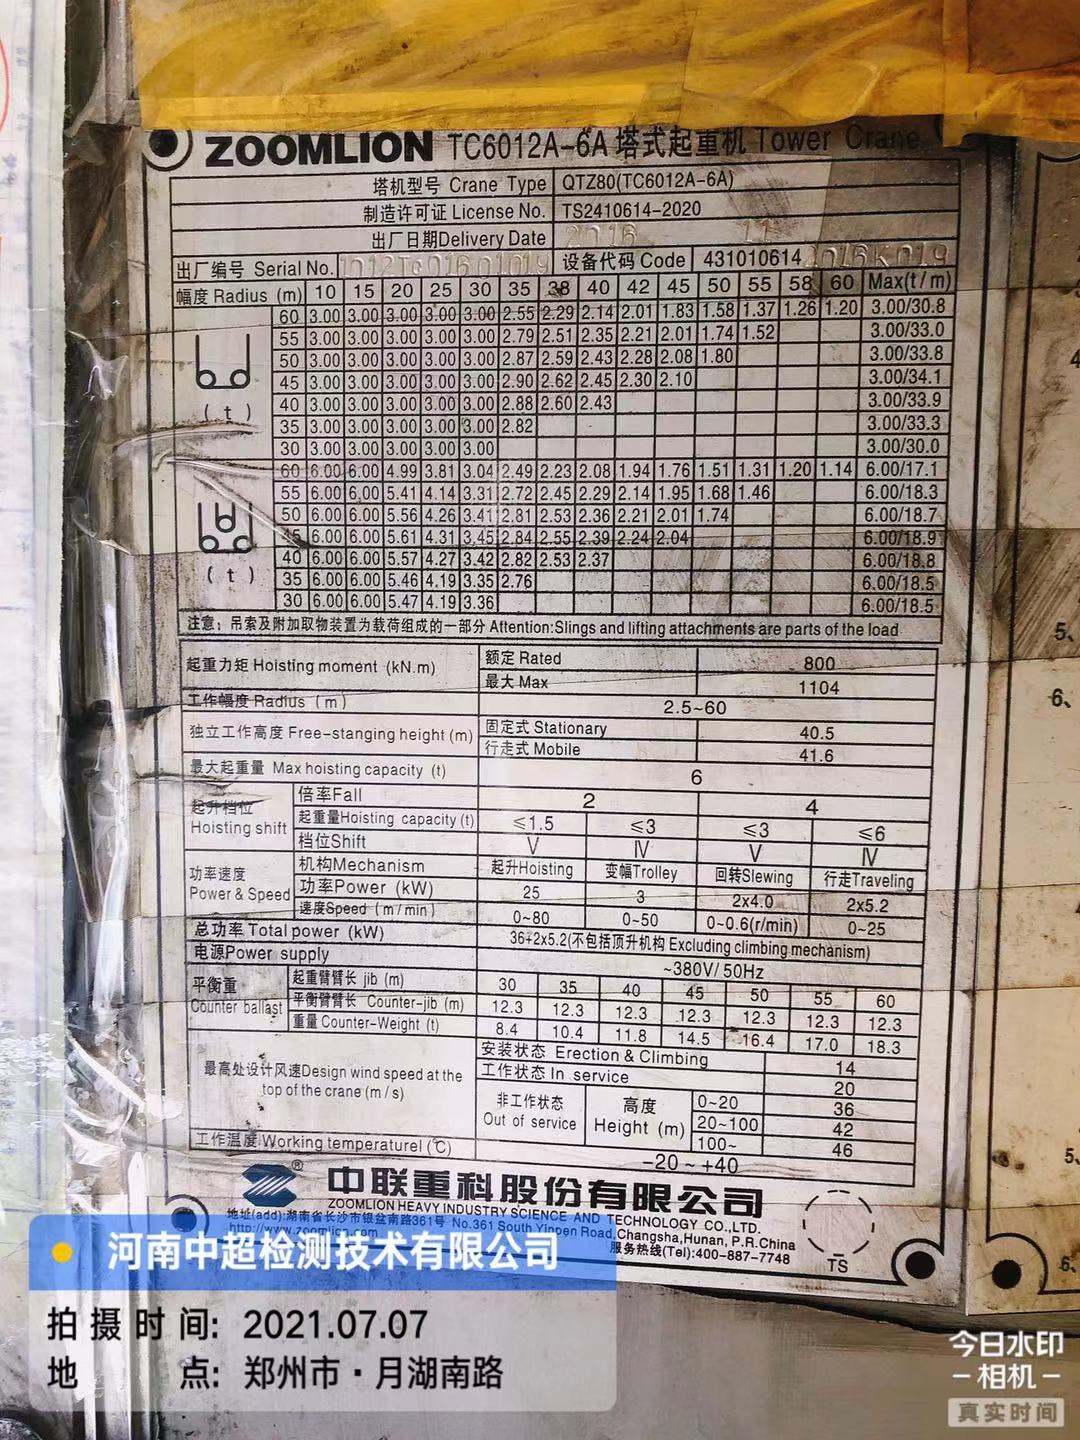 ZOOMLION TC6012A-6A 塔式起重机 Tower Crane
塔机型号 Crane Type QTZ80(TC6012A-6A)
制造许可证 License No. TS2410614-2020
出厂日期Delivery Date 2016 11
出厂编号 Serial No. 设备代码 Code 431010614
幅度 Radius (m) 10 15 20 25 30 35 38 40 42 45 50 55 58 60 Max(t/m)
60 3.00 3.00 3.00 3.00 3.00 2.55 2.29 2.14 2.01 1.83 1.58 1.37 1.26 1.20 3.00/30.8
55 3.00 3.00 3.00 3.00 3.00 2.79 2.51 2.35 2.21 2.01 1.74 1.52 3.00/33.0
50 3.00 3.00 3.00 3.00 3.00 2.87 2.59 2.43 2.28 2.08 1.80 3.00/33.8
45 3.00 3.00 3.00 3.00 3.00 2.90 2.62 2.45 2.30 2.10 3.00/34.1
(t) 40 3.00 3.00 3.00 3.00 3.00 2.88 2.60 2.43 3.00/33.9
35 3.00 3.00 3.00 3.00 3.00 2.82 3.00/33.3
30 3.00 3.00 3.00 3.00 3.00 3.00/30.0
60 6.00 6.00 4.99 3.81 3.04 2.49 2.23 2.08 1.94 1.76 1.51 1.31 1.20 1.14 6.00/17.1
55 6.00 6.00 5.41 4.14 3.31 2.72 2.45 2.29 2.14 1.95 1.68 1.46 6.00/18.3
50 6.00 6.00 5.56 4.26 3.41 2.81 2.53 2.36 2.21 2.01 1.74 6.00/18.7
45 6.00 6.00 5.61 4.31 3.45 2.84 2.55 2.39 2.24 2.04 6.00/18.9
(t) 40 6.00 6.00 5.57 4.27 3.42 2.82 2.53 2.37 6.00/18.8
35 6.00 6.00 5.46 4.19 3.35 2.76 6.00/18.5
30 6.00 6.00 5.47 4.19 3.36 6.00/18.5
注意: 吊索及附加取物装置为载荷组成的一部分 Attention:Slings and lifting attachments are parts of the load
起重力矩 Hoisting moment (kN.m) 额定 Rated 800
最大 Max 1104
工作幅度 Radius (m) 2.5~60
独立工作高度 Free-stanging height (m) 固定式 Stationary 40.5
行走式 Mobile 41.6
最大起重量 Max hoisting capacity (t) 6
起升档位 Hoisting shift 倍率Fall 2 4
起重量Hoisting capacity(t) ≤1.5 ≤3 ≤3 ≤6
档位Shift Ⅴ Ⅳ Ⅴ Ⅳ
功率速度 Power & Speed 机构Mechanism 起升Hoisting 变幅Trolley 回转Slewing 行走Traveling
功率Power (kW) 25 3 2x4.0 2x5.2
速度Speed (m/min) 0~80 0~50 0~0.6(r/min) 0~25
总功率 Total power (kW) 36+2x5.2(不包括顶升机构 Excluding climbing mechanism)
电源Power supply ~380V/ 50Hz
平衡重 Counter ballast 起重臂臂长 jib (m) 30 35 40 45 50 55 60
平衡臂臂长 Counter-jib (m) 12.3 12.3 12.3 12.3 12.3 12.3 12.3
重量 Counter-Weight (t) 8.4 10.4 11.8 14.5 16.4 17.0 18.3
最高处设计风速Design wind speed at the top of the crane (m/s) 安装状态 Erection & Climbing 14
工作状态 In service 20
非工作状态 Out of service 高度 Height (m) 0~20 36
20~100 42
100~ 46
工作温度Working temperaturel (℃) -20~+40
® 中联重科股份有限公司
ZOOMLION HEAVY INDUSTRY SCIENCE AND TECHNOLOGY CO.,LTD.
地址(add):湖南省长沙市银盆南路361号 No.361 South Yinpen Road,Changsha,Hunan, P.R.China
http://www.zoomlion.com 服务热线(Tel):400-887-7748
TS
河南中超检测技术有限公司
拍摄时间: 2021.07.07
地 点: 郑州市·月湖南路
今日水印
-相机-
真实时间
4
5、
6、
5、
6、